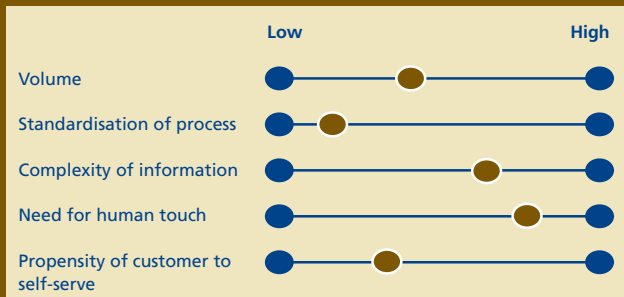 Low High
Volume
Standardisation of process
Complexity of information
Need for human touch
Propensity of customer to
self-serve